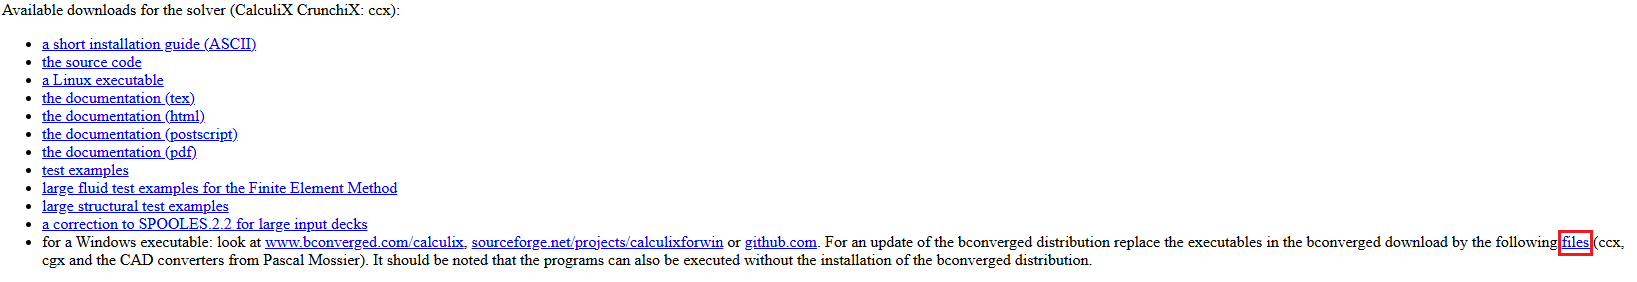 Available downloads for the solver (CalculiX CrunchiX: ccx):
a short installation guide (ASCII)
the source code
a Linux executable
the documentation (tex)
the documentation (html)
the documentation (postscript)
the documentation (pdf)
test examples
large fluid test examples for the Finite Element Method
large structural test examples
a correction to SPOOLES.2.2 for large input decks
for a Windows executable: look at www.bconverged.com/calculix, sourceforge.net/projects/calculixforwin or github.com. For an update of the bconverged distribution replace the executables in the bconverged download by the following files (ccx,
cgx and the CAD converters from Pascal Mossier). It should be noted that the programs can also be executed without the installation of the bconverged distribution.